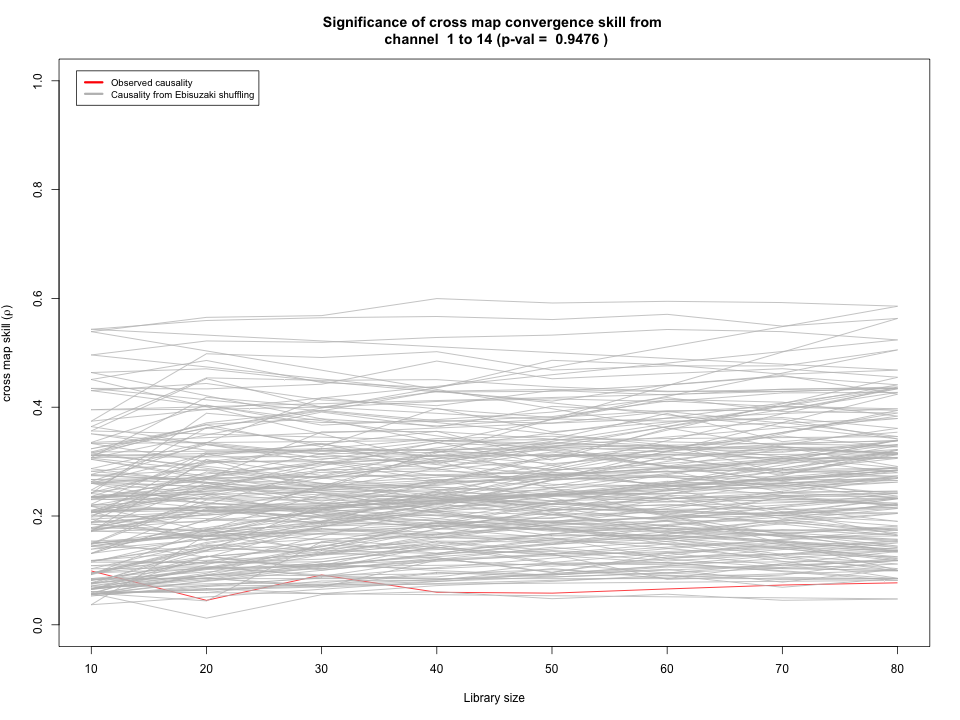 Significance of cross map convergence skill from
channel  1 to 14 (p-val =  0.9476 )
Observed causality
Causality from Ebisuzaki shuffling
cross map skill (ρ)
1.0
0.8
0.6
0.4
0.2
0.0
10 20 30 40 50 60 70 80
Library size